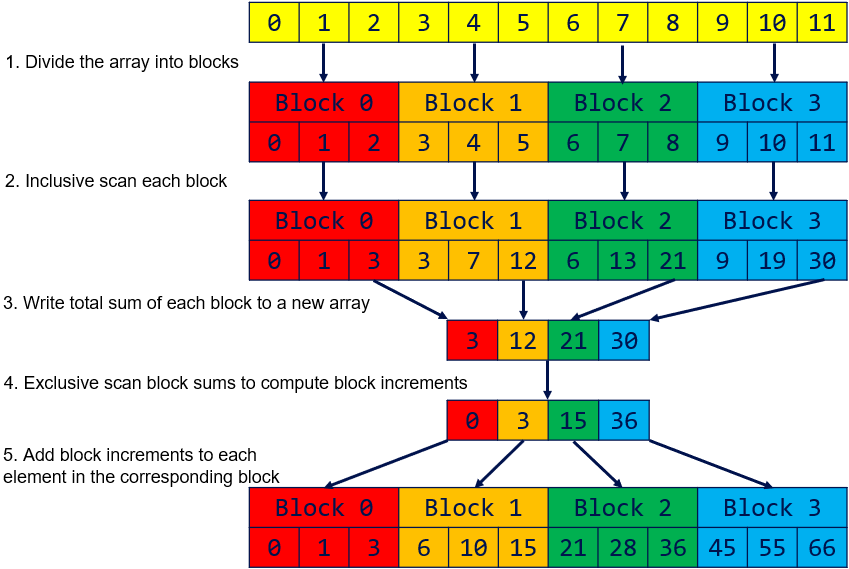 0 1 2 3 4 5 6 7 8 9 10 11
1. Divide the array into blocks
Block 0 Block 1 Block 2 Block 3
0 1 2 3 4 5 6 7 8 9 10 11
2. Inclusive scan each block
Block 0 Block 1 Block 2 Block 3
0 1 3 3 7 12 6 13 21 9 19 30
3. Write total sum of each block to a new array
3 12 21 30
4. Exclusive scan block sums to compute block increments
0 3 15 36
5. Add block increments to each
element in the corresponding block
Block 0 Block 1 Block 2 Block 3
0 1 3 6 10 15 21 28 36 45 55 66